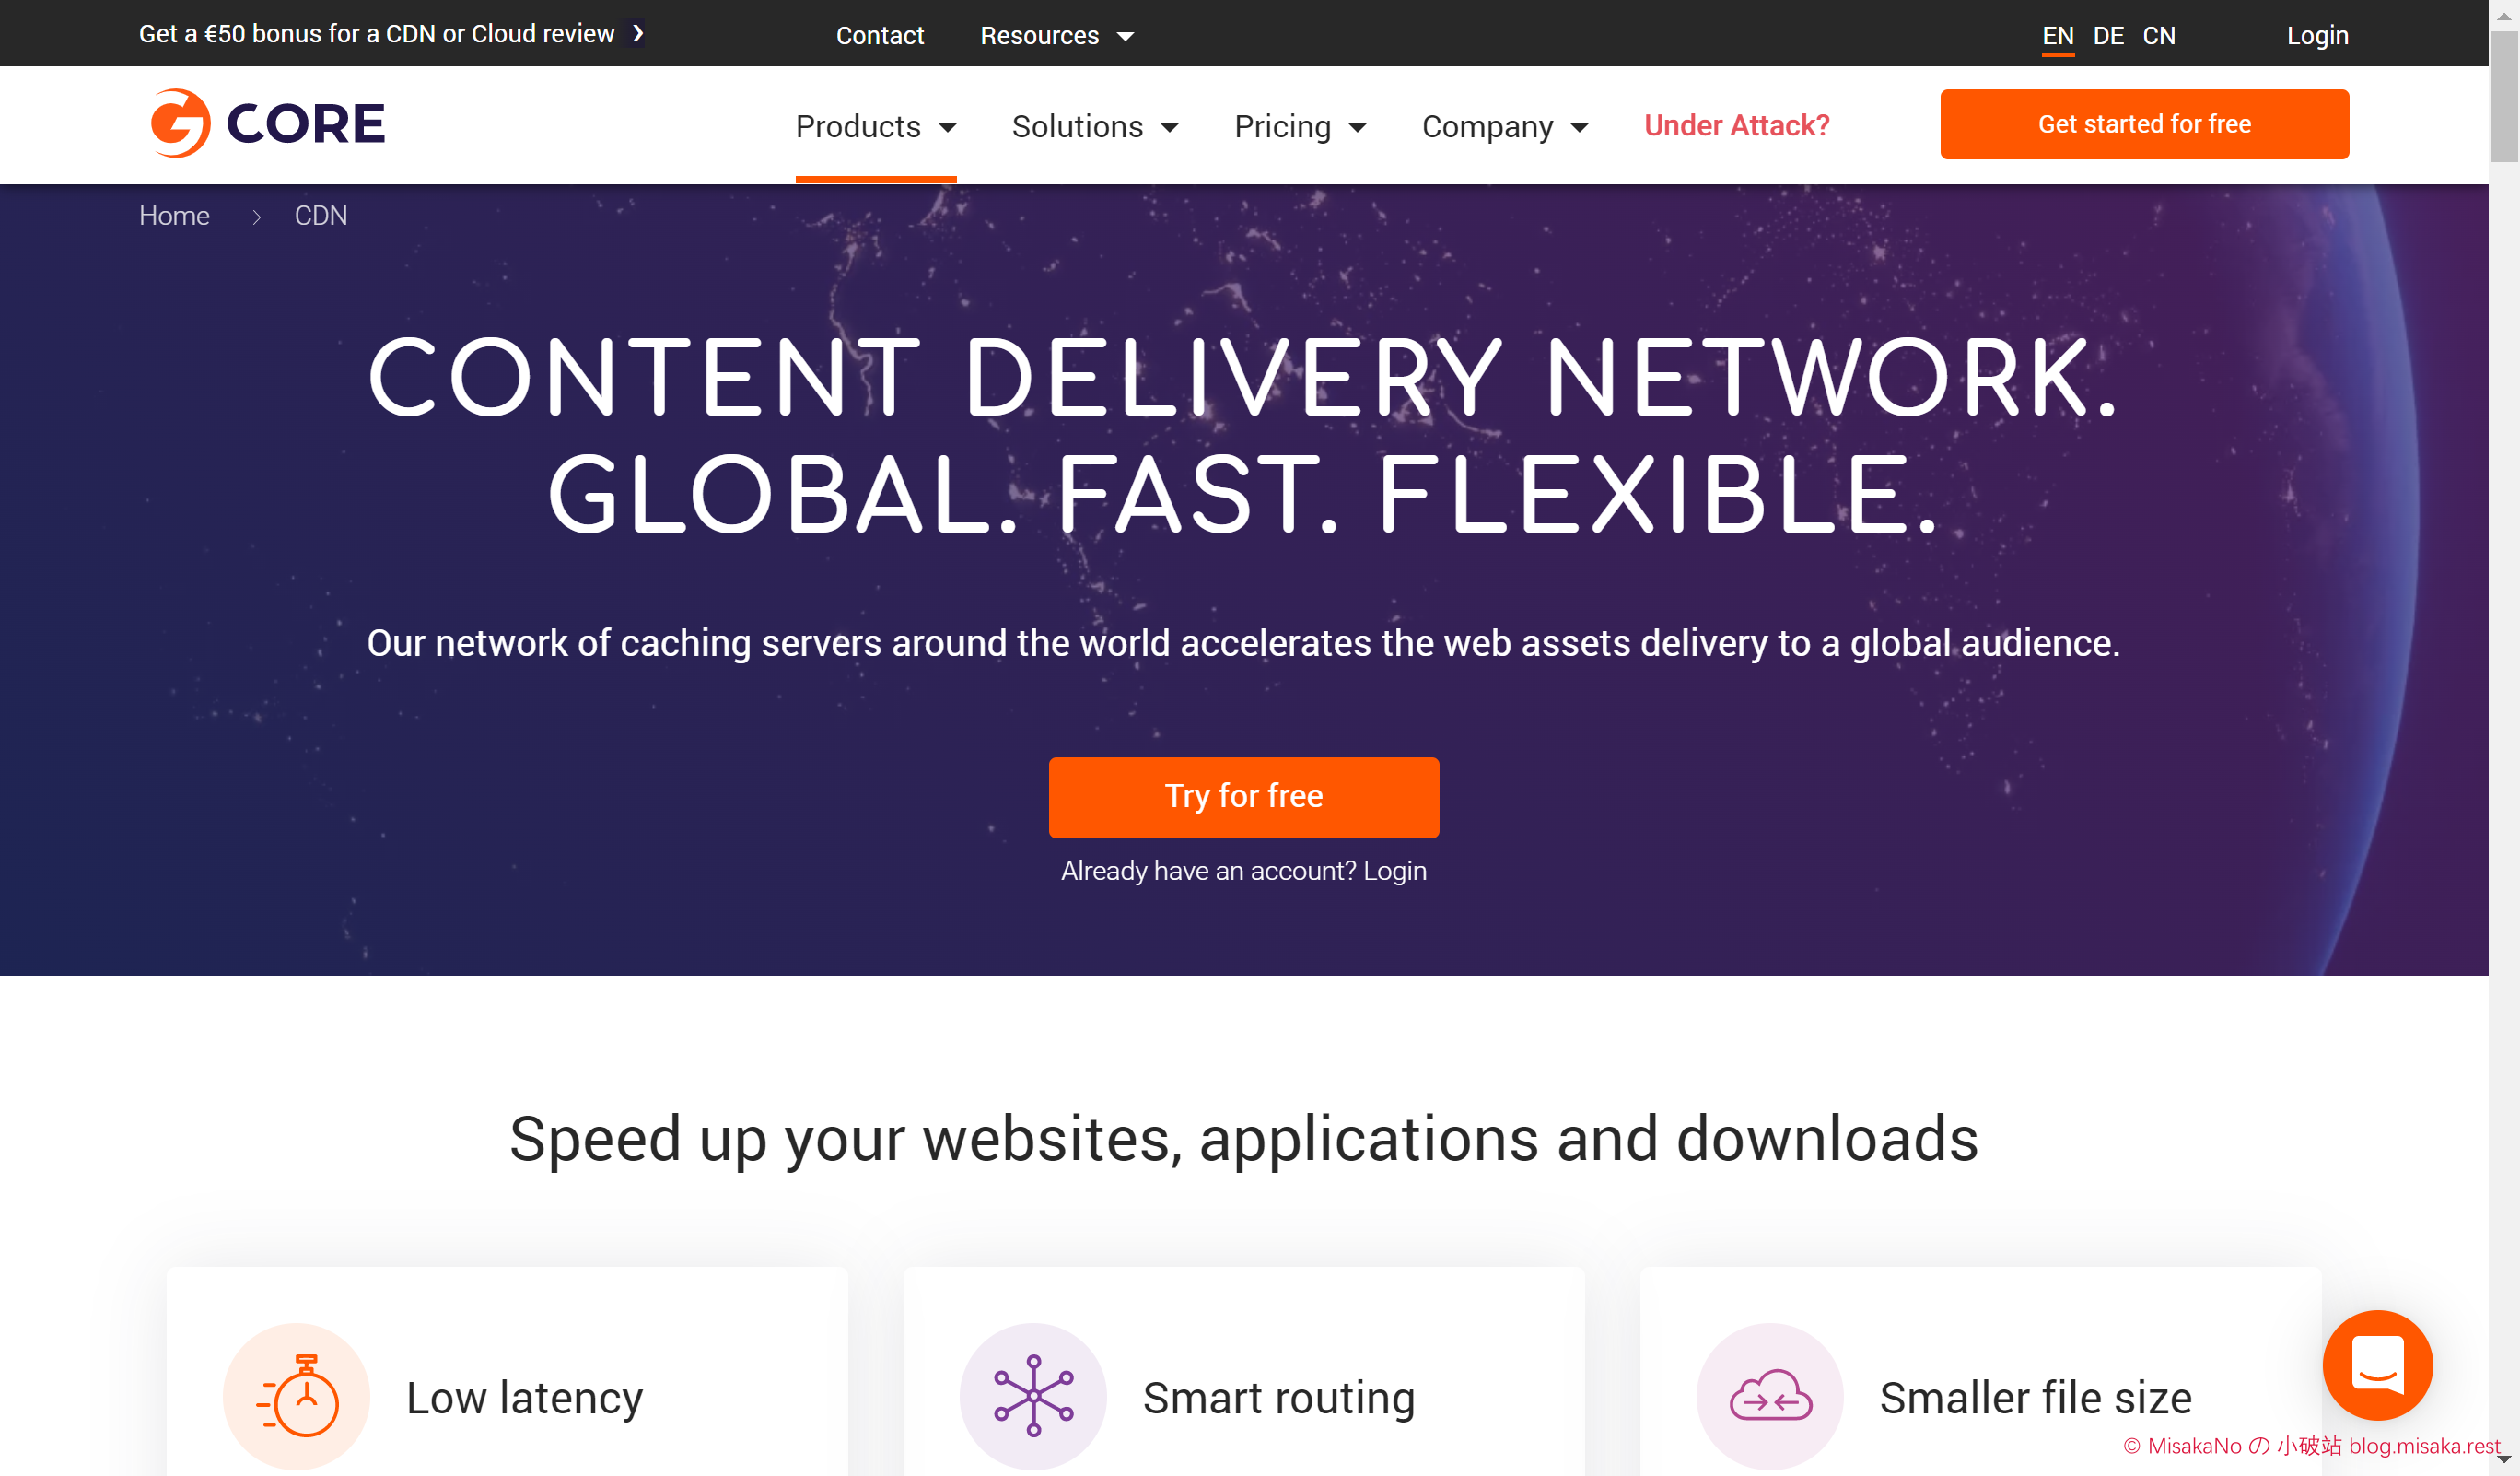 Get a €50 bonus for a CDN or Cloud review ❯
Contact
Resources
EN DE CN
Login
G CORE
Products
Solutions
Pricing
Company
Under Attack?
Get started for free
Home > CDN
CONTENT DELIVERY NETWORK.
GLOBAL. FAST. FLEXIBLE.
Our network of caching servers around the world accelerates the web assets delivery to a global audience.
Try for free
Already have an account? Login
Speed up your websites, applications and downloads
Low latency
Smart routing
Smaller file size
© MisakaNo の 小破站 blog.misaka.rest